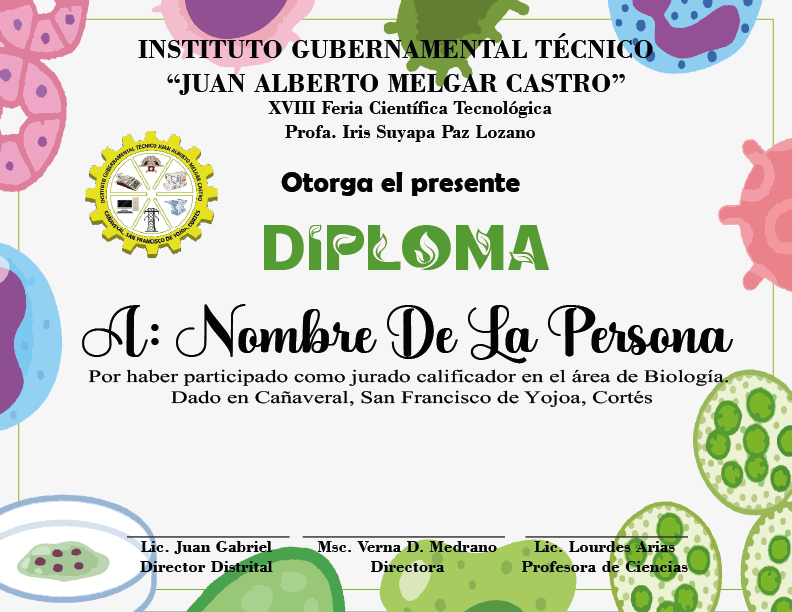 INSTITUTO GUBERNAMENTAL TÉCNICO
“JUAN ALBERTO MELGAR CASTRO”
XVIII Feria Científica Tecnológica
Profa. Iris Suyapa Paz Lozano
INSTITUTO GUBERNAMENTAL TÉCNICO JUAN ALBERTO MELGAR CASTRO
CAÑAVERAL, SAN FRANCISCO DE YOJOA, CORTÉS
Otorga el presente
DIPLOMA
A: Nombre De La Persona
Por haber participado como jurado calificador en el área de Biología.
Dado en Cañaveral, San Francisco de Yojoa, Cortés
Lic. Juan Gabriel Msc. Verna D. Medrano Lic. Lourdes Arias
Director Distrital Directora Profesora de Ciencias